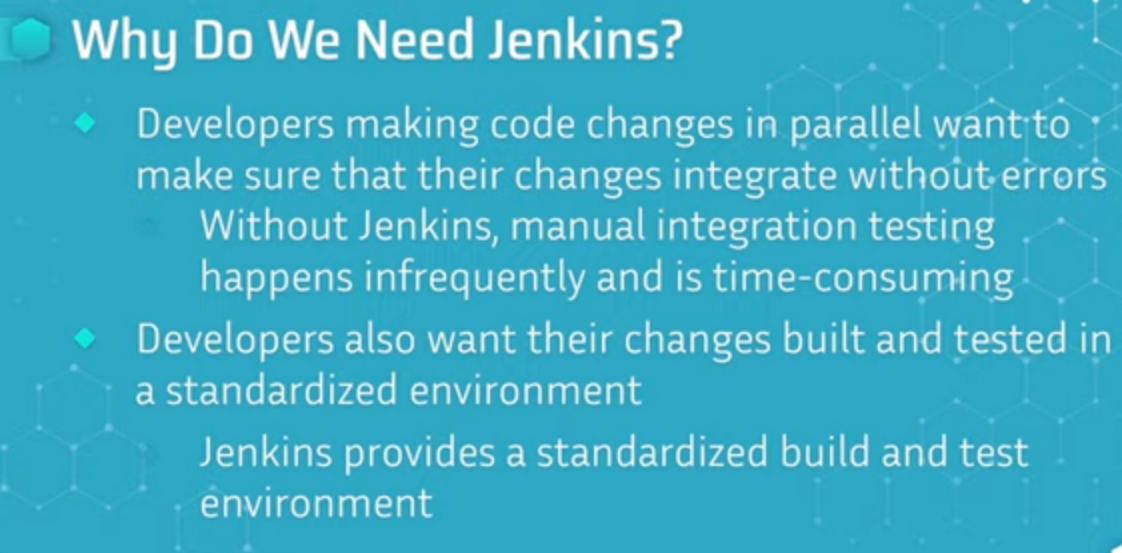 Why Do We Need Jenkins?
Developers making code changes in parallel want to
make sure that their changes integrate without errors
Without Jenkins, manual integration testing
happens infrequently and is time-consuming
Developers also want their changes built and tested in
a standardized environment
Jenkins provides a standardized build and test
environment